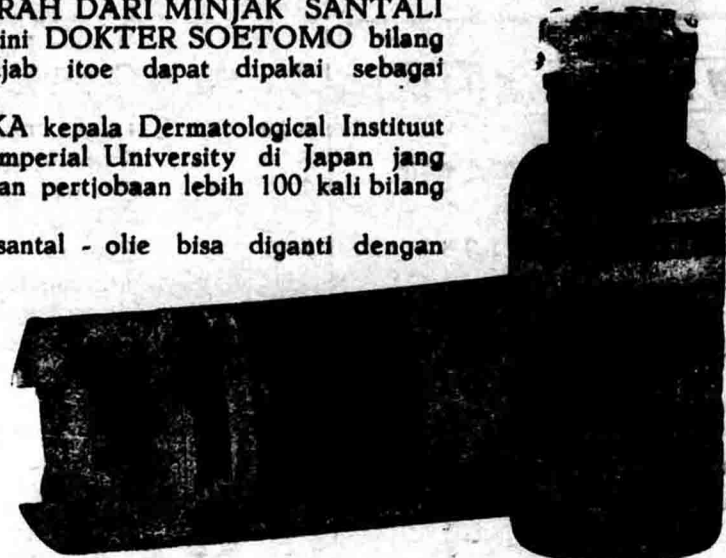 RAH DARI MINJAK SANTALI
ini DOKTER SOETOMO bilang
jab itoe dapat dipakai sebagai
KA kepala Dermatological Instituut
mperial University di Japan jang
an pertjobaan lebih 100 kali bilang
santal - olie bisa diganti dengan